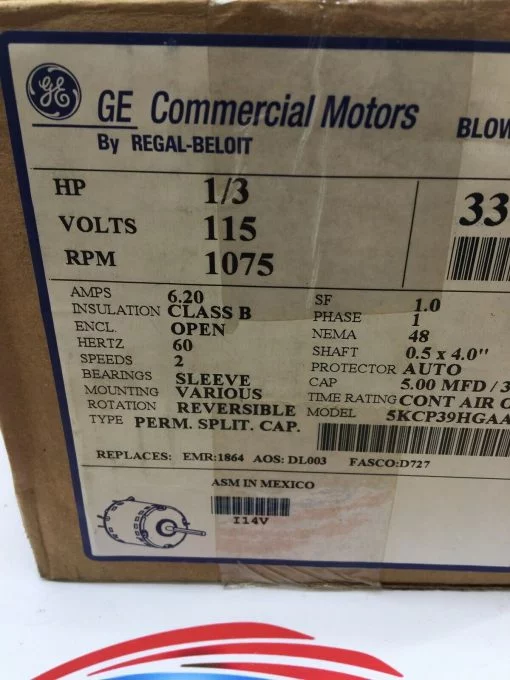 GE Commercial Motors
By REGAL-BELOIT
BLOW
HP 1/3
VOLTS 115
RPM 1075
33
AMPS 6.20
INSULATION CLASS B
ENCL. OPEN
HERTZ 60
SPEEDS 2
BEARINGS SLEEVE
MOUNTING VARIOUS
ROTATION REVERSIBLE
TYPE PERM. SPLIT. CAP.
SF 1.0
PHASE 1
NEMA 48
SHAFT 0.5 x 4.0"
PROTECTOR AUTO
CAP 5.00 MFD / 3
TIME RATING CONT AIR O
MODEL 5KCP39HGAA
REPLACES: EMR:1864 AOS: DL003 FASCO:D727
ASM IN MEXICO
I14V